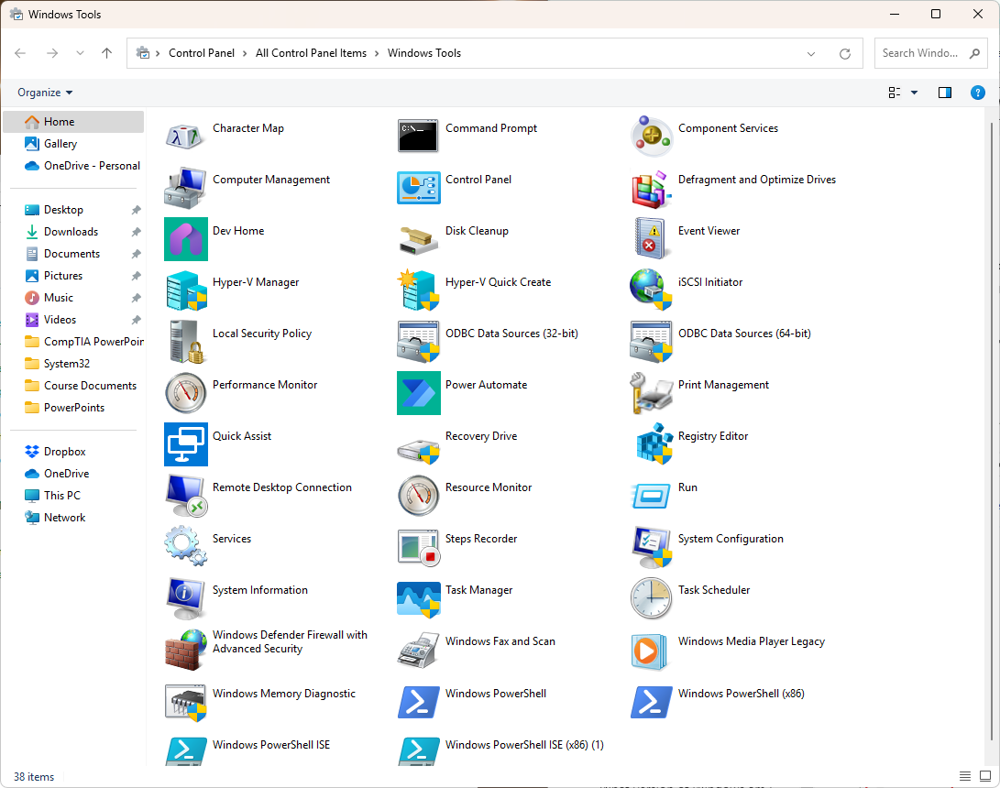 Windows Tools
Control Panel > All Control Panel Items > Windows Tools
Search Windo...
Organize
Home
Gallery
OneDrive - Personal
Desktop
Downloads
Documents
Pictures
Music
Videos
CompTIA PowerPoin
System32
Course Documents
PowerPoints
Dropbox
OneDrive
This PC
Network
Character Map
Command Prompt
Component Services
Computer Management
Control Panel
Defragment and Optimize Drives
Dev Home
Disk Cleanup
Event Viewer
Hyper-V Manager
Hyper-V Quick Create
iSCSI Initiator
Local Security Policy
ODBC Data Sources (32-bit)
ODBC Data Sources (64-bit)
Performance Monitor
Power Automate
Print Management
Quick Assist
Recovery Drive
Registry Editor
Remote Desktop Connection
Resource Monitor
Run
Services
Steps Recorder
System Configuration
System Information
Task Manager
Task Scheduler
Windows Defender Firewall with
Advanced Security
Windows Fax and Scan
Windows Media Player Legacy
Windows Memory Diagnostic
Windows PowerShell
Windows PowerShell (x86)
Windows PowerShell ISE
Windows PowerShell ISE (x86) (1)
38 items